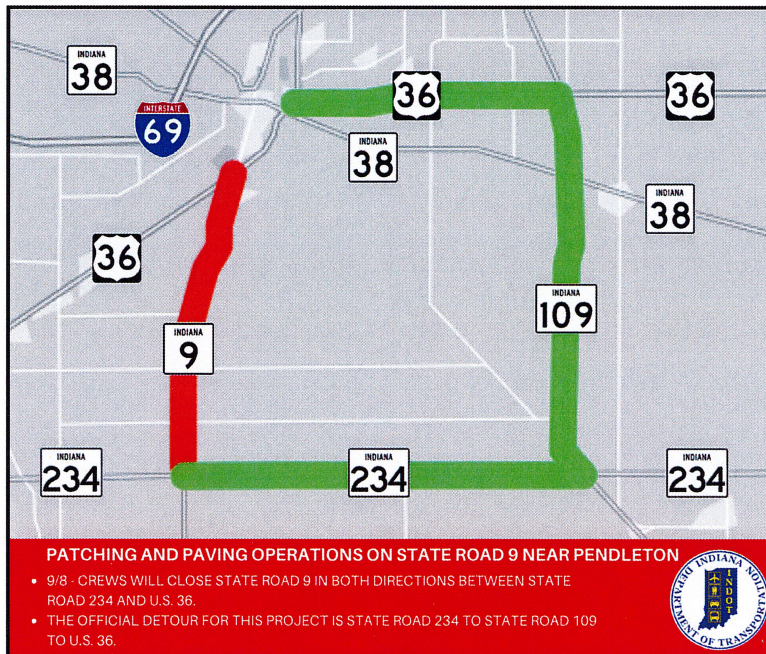 INDIANA
38
INTERSTATE
69
36
36
INDIANA
38
INDIANA
38
36
INDIANA
9
INDIANA
109
INDIANA
234
INDIANA
234
INDIANA
234
PATCHING AND PAVING OPERATIONS ON STATE ROAD 9 NEAR PENDLETON
• 9/8 - CREWS WILL CLOSE STATE ROAD 9 IN BOTH DIRECTIONS BETWEEN STATE
ROAD 234 AND U.S. 36.
• THE OFFICIAL DETOUR FOR THIS PROJECT IS STATE ROAD 234 TO STATE ROAD 109
TO U.S. 36.
INDIANA
DEPARTMENT OF TRANSPORTATION
INDOT